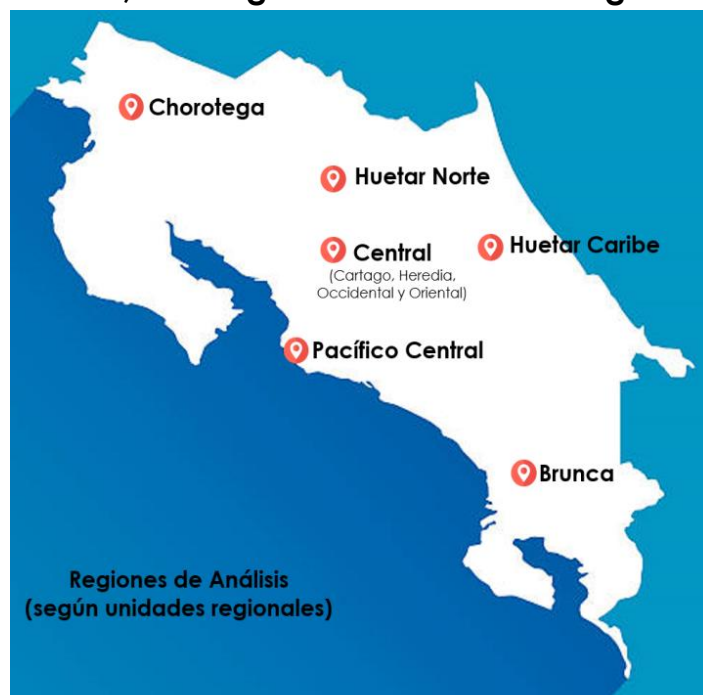 Chorotega
Huetar Norte
Central
(Cartago, Heredia,
Occidental y Oriental)
Huetar Caribe
Pacífico Central
Brunca
Regiones de Análisis
(según unidades regionales)